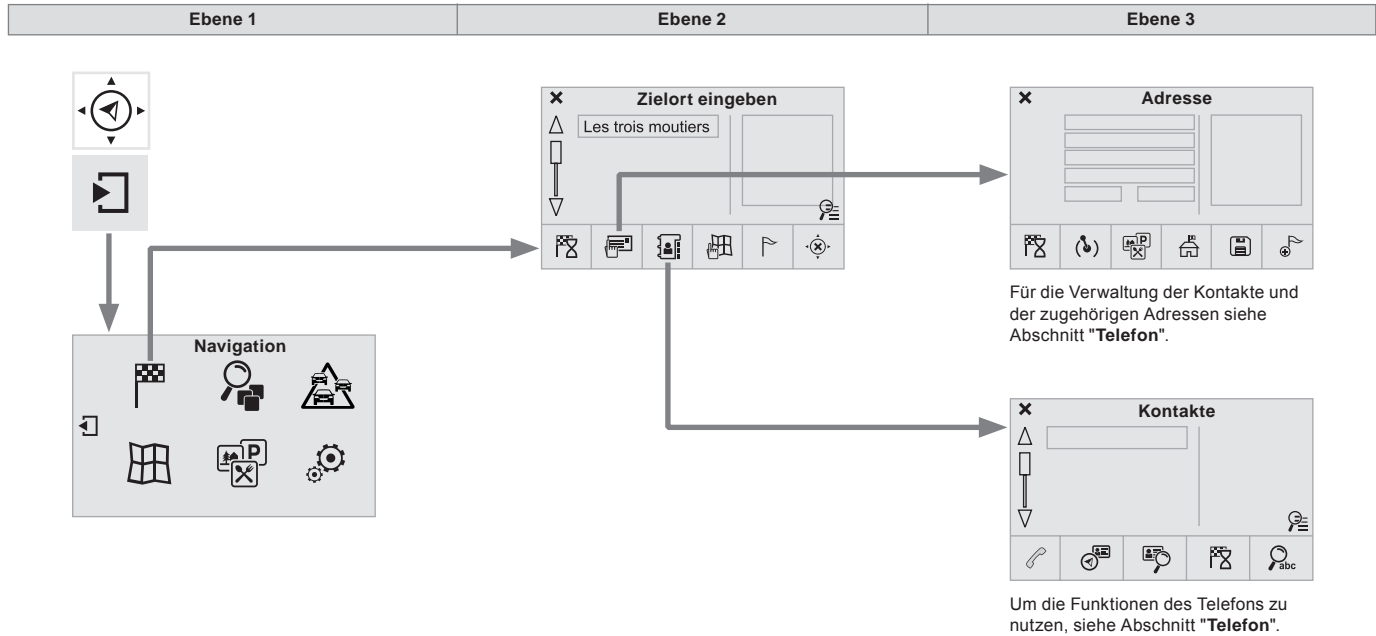 Ebene 1
Ebene 2
Ebene 3
Zielort eingeben
Les trois moutiers
Adresse
P
Für die Verwaltung der Kontakte und
der zugehörigen Adressen siehe
Abschnitt "Telefon".
Navigation
P
Kontakte
abc
Um die Funktionen des Telefons zu
nutzen, siehe Abschnitt "Telefon".